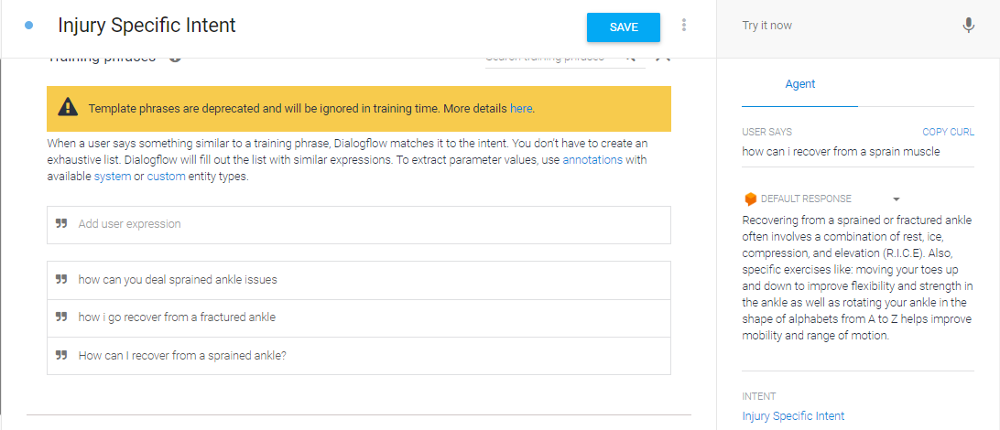 Injury Specific Intent
SAVE
Try it now
Training phrases
Search training phrases
Agent
Template phrases are deprecated and will be ignored in training time. More details here.
When a user says something similar to a training phrase, Dialogflow matches it to the intent. You don't have to create an
exhaustive list. Dialogflow will fill out the list with similar expressions. To extract parameter values, use annotations with
available system or custom entity types.
Add user expression
how can you deal sprained ankle issues
how i go recover from a fractured ankle
How can I recover from a sprained ankle?
USER SAYS
COPY CURL
how can i recover from a sprain muscle
DEFAULT RESPONSE
Recovering from a sprained or fractured ankle
often involves a combination of rest, ice,
compression, and elevation (R.I.C.E). Also,
specific exercises like: moving your toes up
and down to improve flexibility and strength in
the ankle as well as rotating your ankle in the
shape of alphabets from A to Z helps improve
mobility and range of motion.
INTENT
Injury Specific Intent